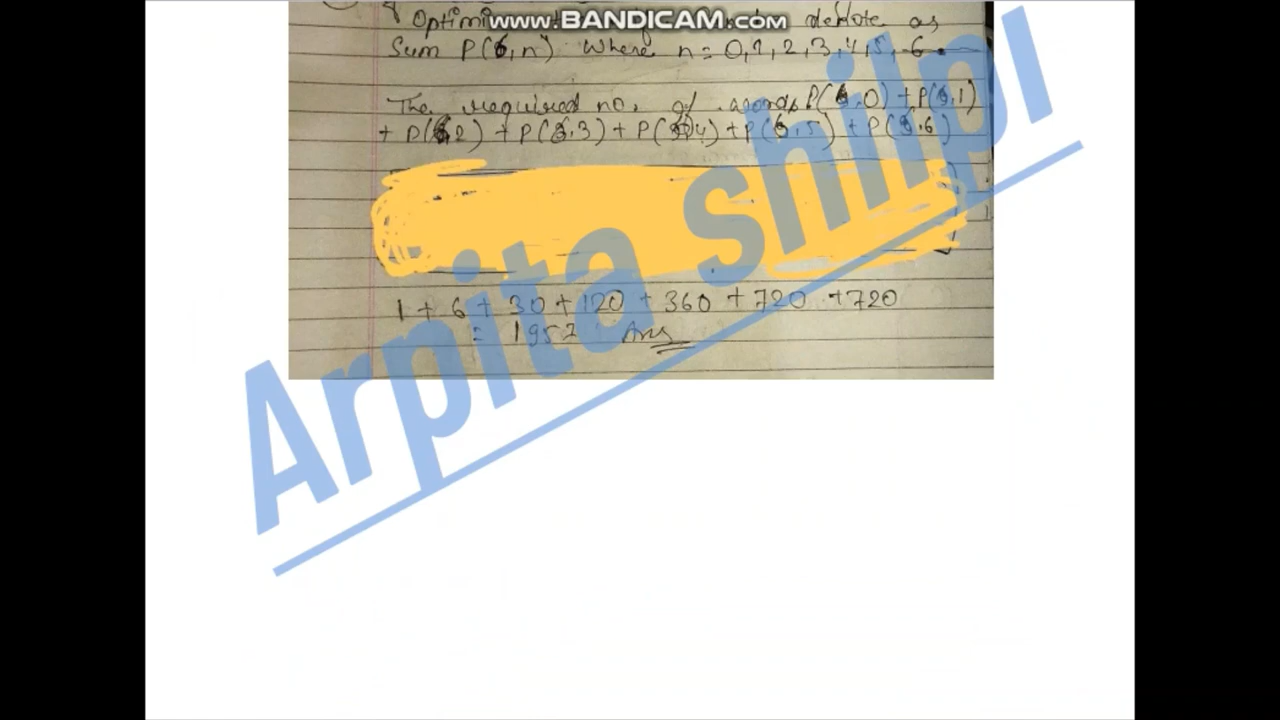 www.BANDICAM.com
denote as
Sum P(6,n) where n = 0,1,2,3,4,5, 6
The required no. of words P(6,0) + P(6,1)
+ P(6,2) + P(6,3) + P(6,4) + P(6,5) + P(6,6)
1 + 6 + 30 + 120 + 360 + 720 + 720
= 1957 Ans
Arpita shilpi